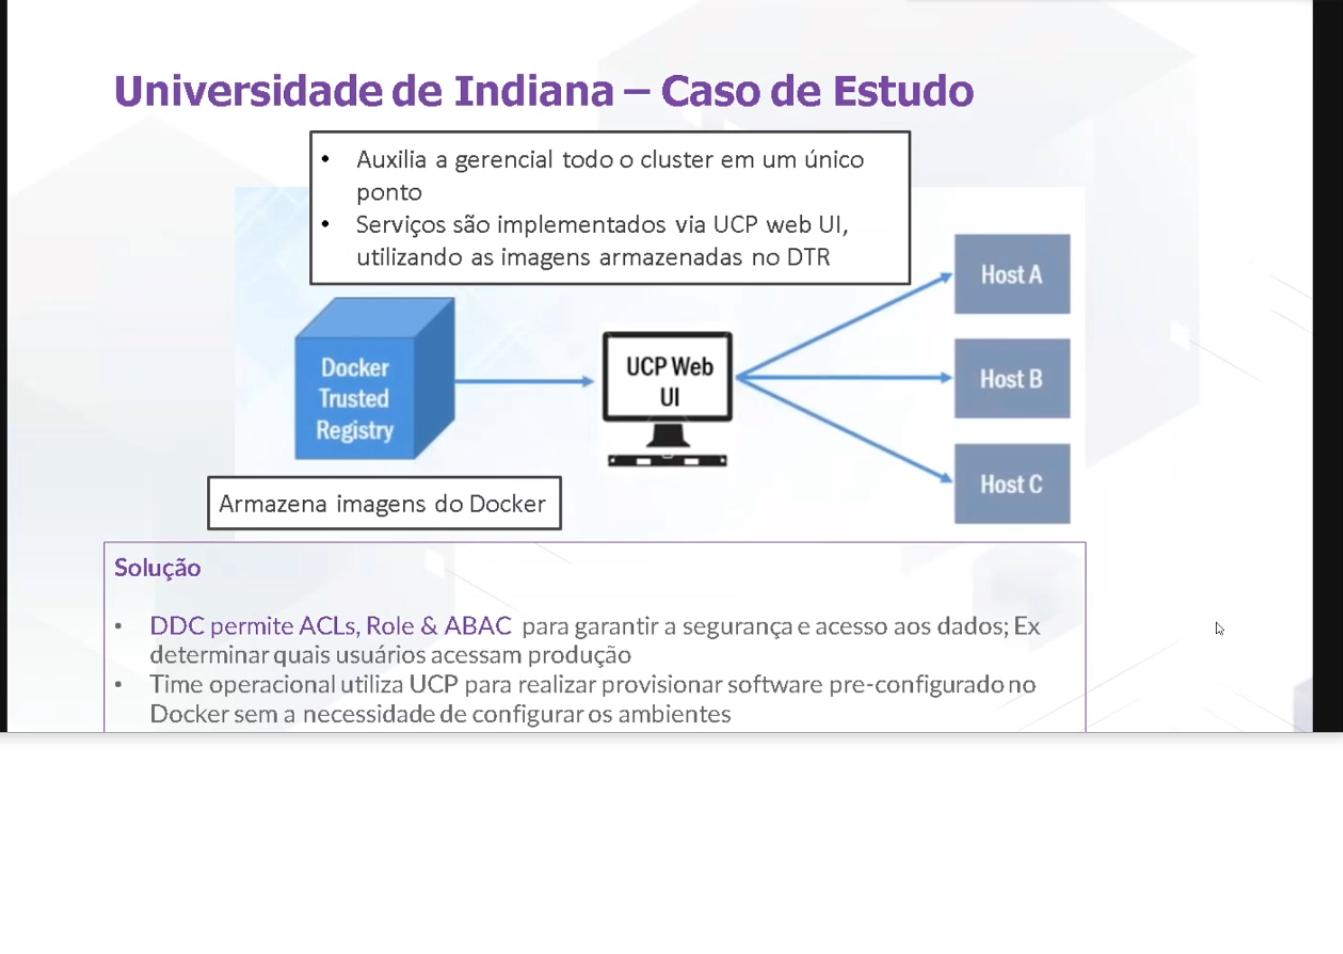 Universidade de Indiana – Caso de Estudo
• Auxilia a gerencial todo o cluster em um único
ponto
• Serviços são implementados via UCP web UI,
utilizando as imagens armazenadas no DTR
Docker
Trusted
Registry
UCP Web
UI
Host A
Host B
Host C
Armazena imagens do Docker
Solução
• DDC permite ACLs, Role & ABAC para garantir a segurança e acesso aos dados; Ex
determinar quais usuários acessam produção
• Time operacional utiliza UCP para realizar provisionar software pre-configurado no
Docker sem a necessidade de configurar os ambientes